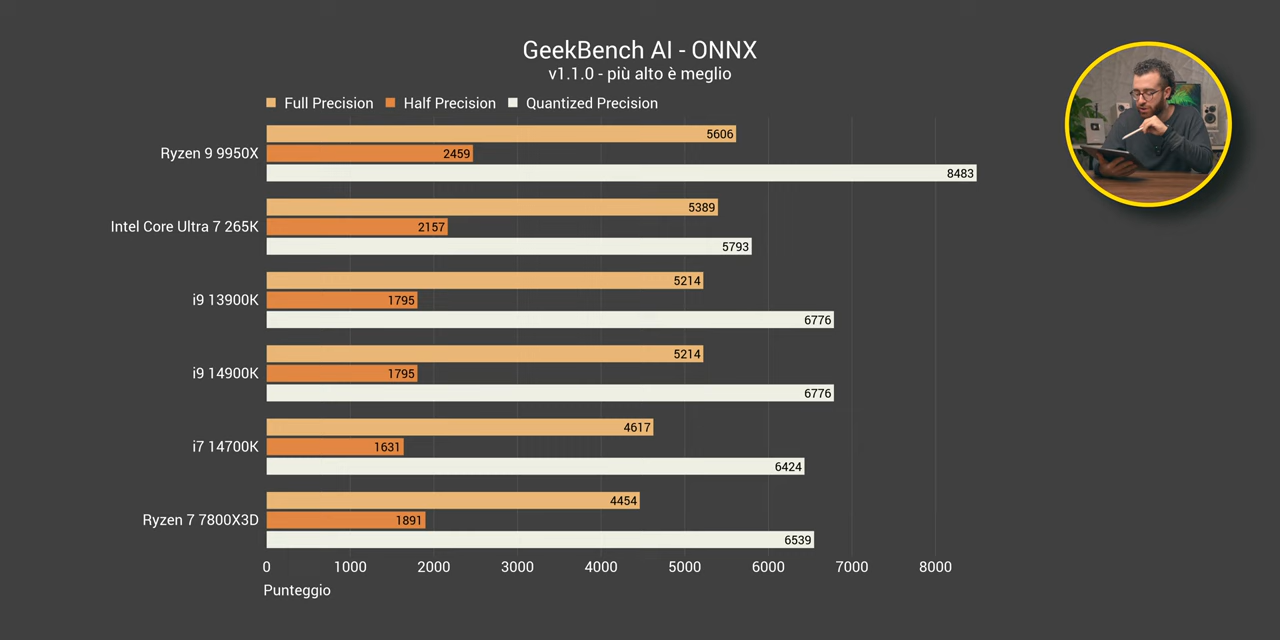 GeekBench AI - ONNX
v1.1.0 - più alto è meglio
Full Precision Half Precision Quantized Precision
5606
Ryzen 9 9950X 2459
8483
5389
Intel Core Ultra 7 265K 2157
5793
5214
i9 13900K 1795
6776
5214
i9 14900K 1795
6776
4617
i7 14700K 1631
6424
4454
Ryzen 7 7800X3D 1891
6539
0 1000 2000 3000 4000 5000 6000 7000 8000
Punteggio